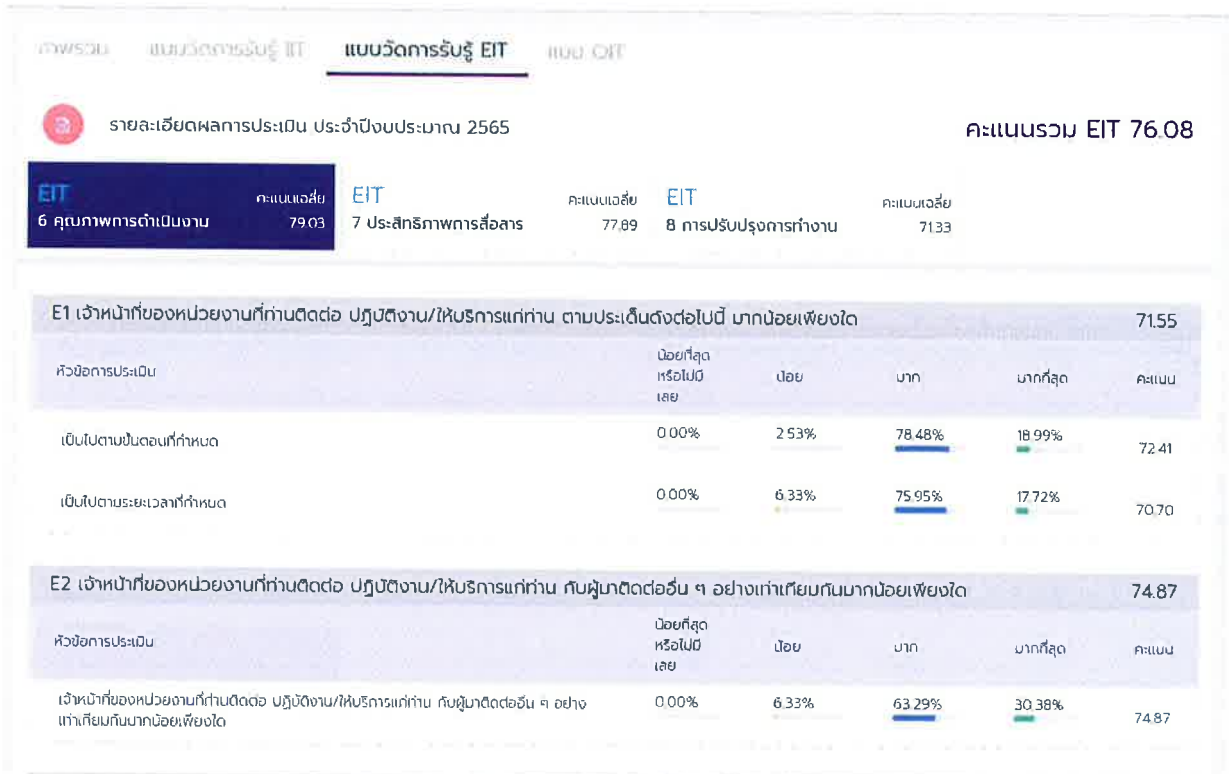 ภาพรวม แบบวัดการรับรู้ IIT แบบวัดการรับรู้ EIT แบบ OIT
รายละเอียดผลการประเมิน ประจำปีงบประมาณ 2565 คะแนนรวม EIT 76.08
EIT คะแนนเฉลี่ย EIT คะแนนเฉลี่ย EIT คะแนนเฉลี่ย
6 คุณภาพการดำเนินงาน 79.03 7 ประสิทธิภาพการสื่อสาร 77.89 8 การปรับปรุงการทำงาน 71.33
E1 เจ้าหน้าที่ของหน่วยงานที่ท่านติดต่อ ปฏิบัติงาน/ให้บริการแก่ท่าน ตามประเด็นดังต่อไปนี้ มากน้อยเพียงใด 71.55
หัวข้อการประเมิน น้อยที่สุด
หรือไม่มี น้อย มาก มากที่สุด คะแนน
เลย
เป็นไปตามขั้นตอนที่กำหนด 0.00% 2.53% 78.48% 18.99% 72.41
เป็นไปตามระยะเวลาที่กำหนด 0.00% 6.33% 75.95% 17.72% 70.70
E2 เจ้าหน้าที่ของหน่วยงานที่ท่านติดต่อ ปฏิบัติงาน/ให้บริการแก่ท่าน กับผู้มาติดต่ออื่น ๆ อย่างเท่าเทียมกันมากน้อยเพียงใด 74.87
หัวข้อการประเมิน น้อยที่สุด
หรือไม่มี น้อย มาก มากที่สุด คะแนน
เลย
เจ้าหน้าที่ของหน่วยงานที่ท่านติดต่อ ปฏิบัติงาน/ให้บริการแก่ท่าน กับผู้มาติดต่ออื่น ๆ อย่าง 0.00% 6.33% 63.29% 30.38% 74.87
เท่าเทียมกันมากน้อยเพียงใด